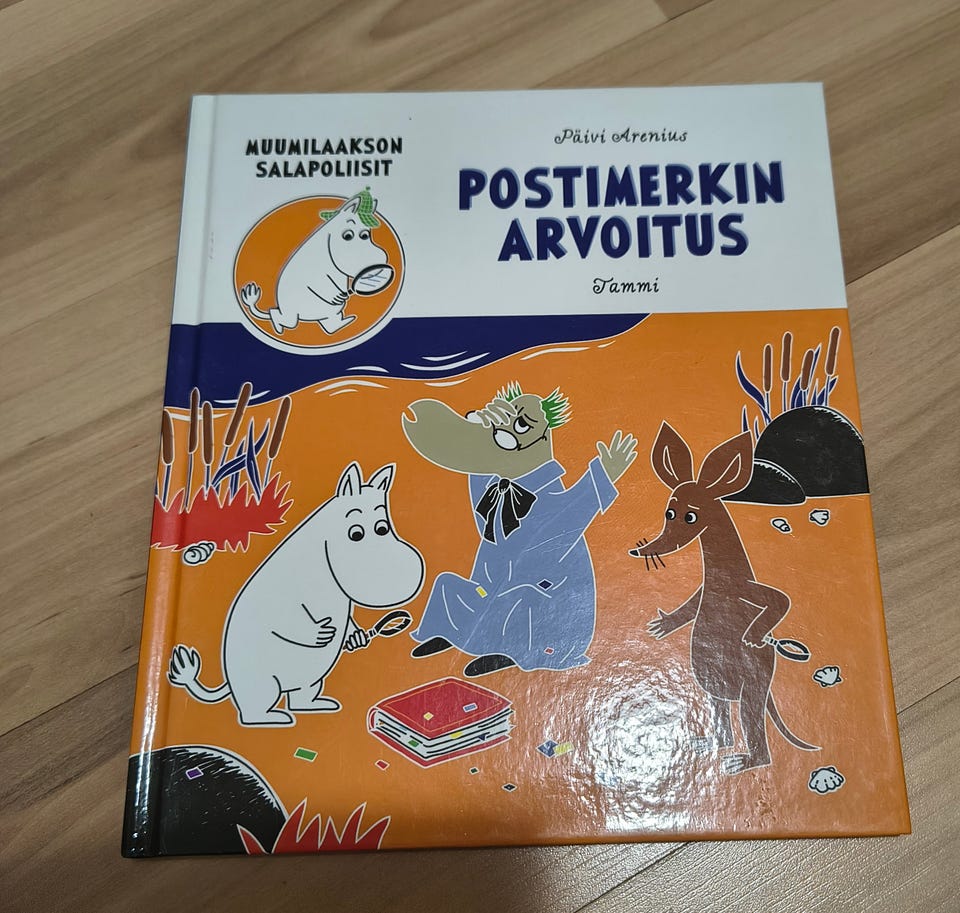 MUUMILAAKSON
SALAPOLIISIT
Päivi Arenius
POSTIMERKIN
ARVOITUS
Tammi